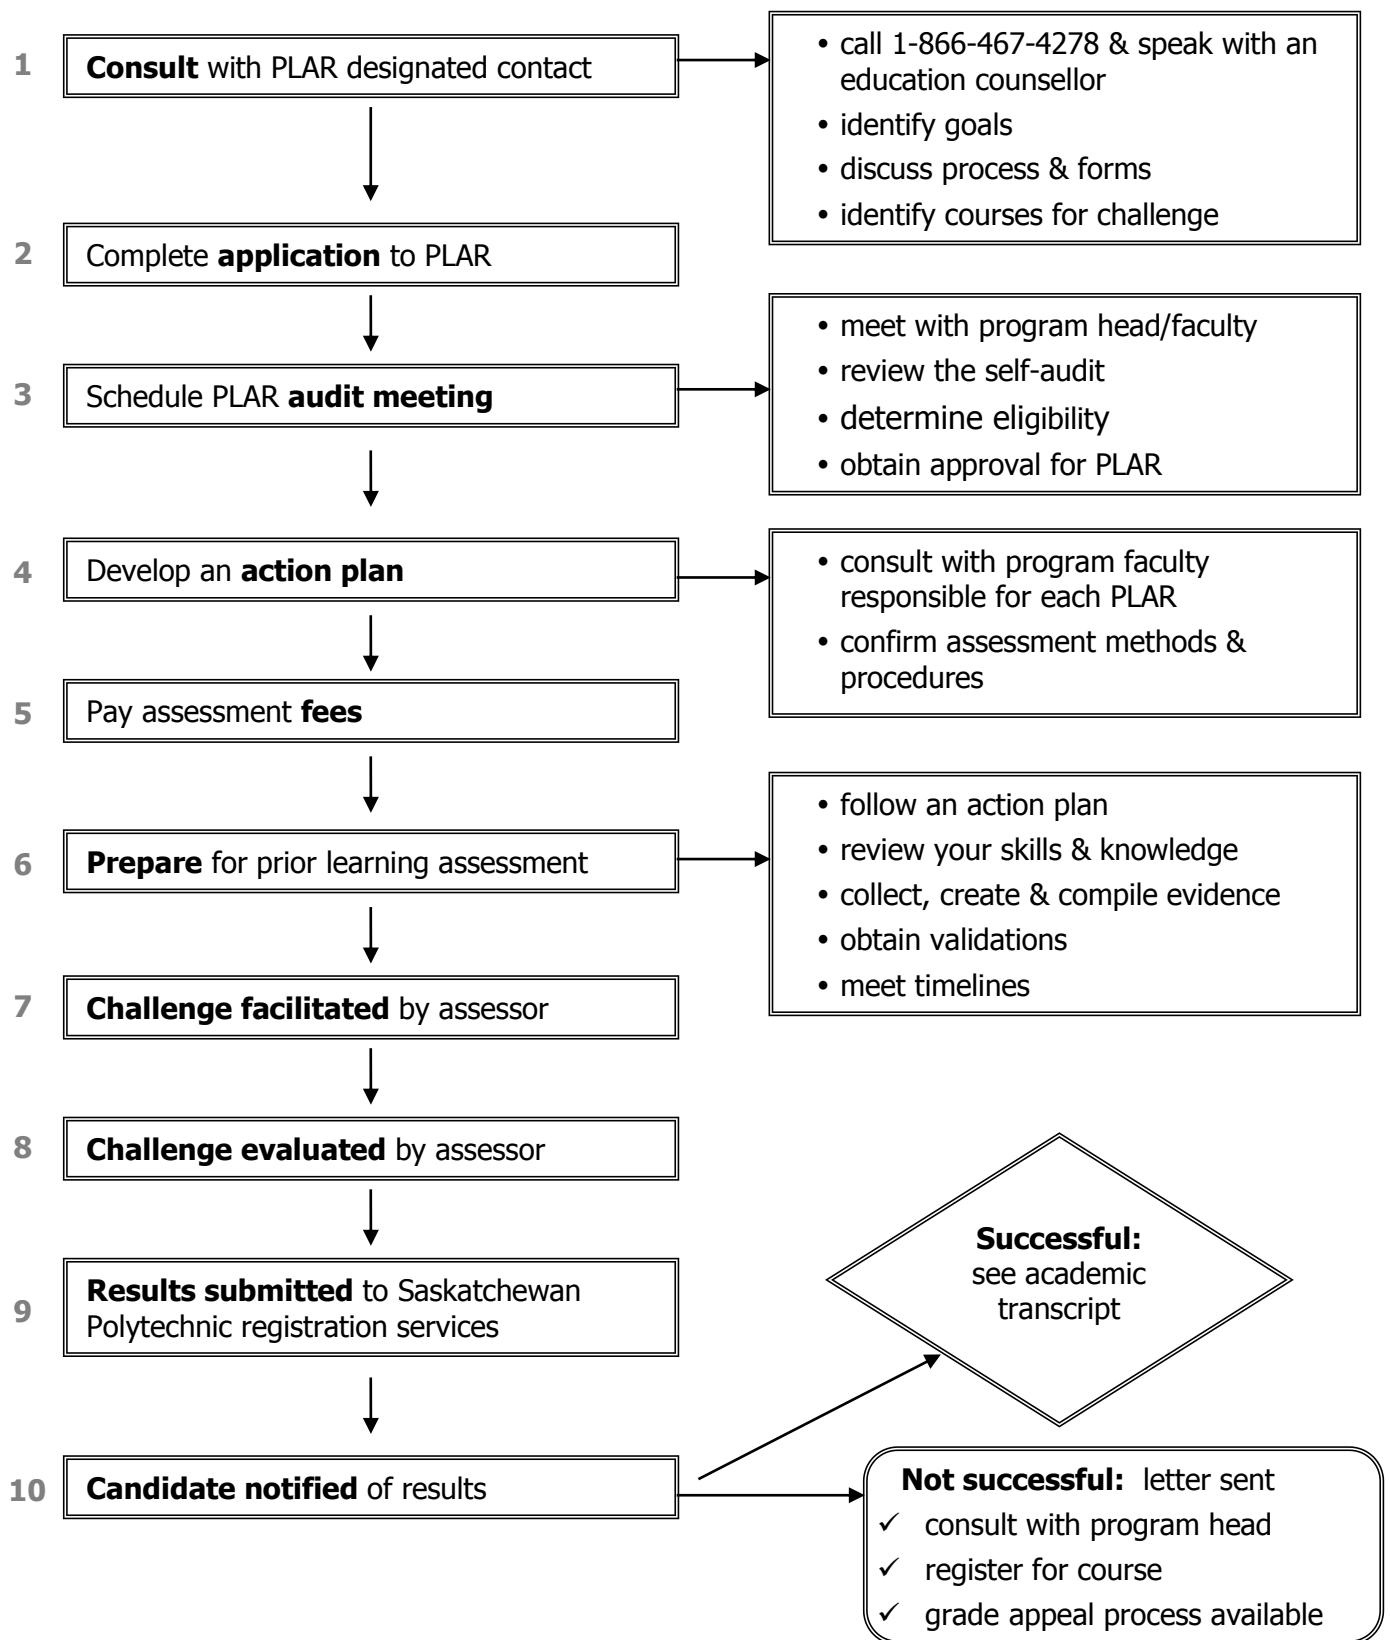 1
Consult with PLAR designated contact
• call 1-866-467-4278 & speak with an
education counsellor
• identify goals
• discuss process & forms
• identify courses for challenge
2
Complete application to PLAR
3
Schedule PLAR audit meeting
• meet with program head/faculty
• review the self-audit
• determine eligibility
• obtain approval for PLAR
4
Develop an action plan
• consult with program faculty
responsible for each PLAR
• confirm assessment methods &
procedures
5
Pay assessment fees
6
Prepare for prior learning assessment
• follow an action plan
• review your skills & knowledge
• collect, create & compile evidence
• obtain validations
• meet timelines
7
Challenge facilitated by assessor
8
Challenge evaluated by assessor
9
Results submitted to Saskatchewan
Polytechnic registration services
10
Candidate notified of results
Successful:
see academic
transcript
Not successful: letter sent
✓ consult with program head
✓ register for course
✓ grade appeal process available